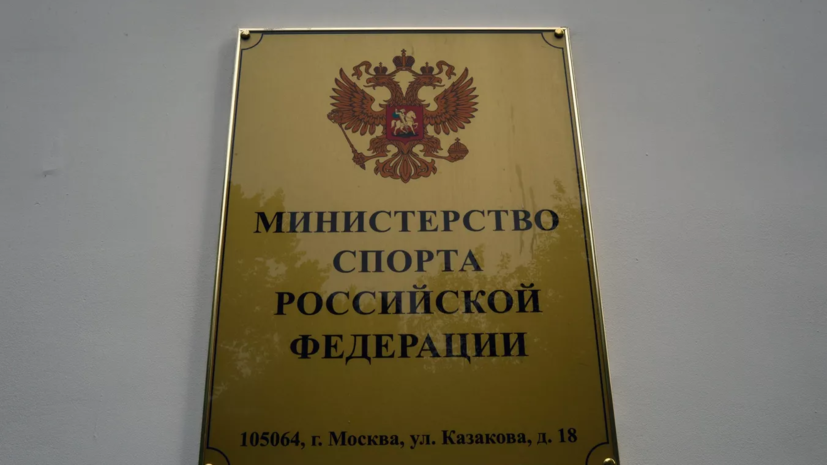 МИНИСТЕРСТВО
СПОРТА
РОССИЙСКОЙ
ФЕДЕРАЦИИ
105064, г. Москва, ул. Казакова, д. 18